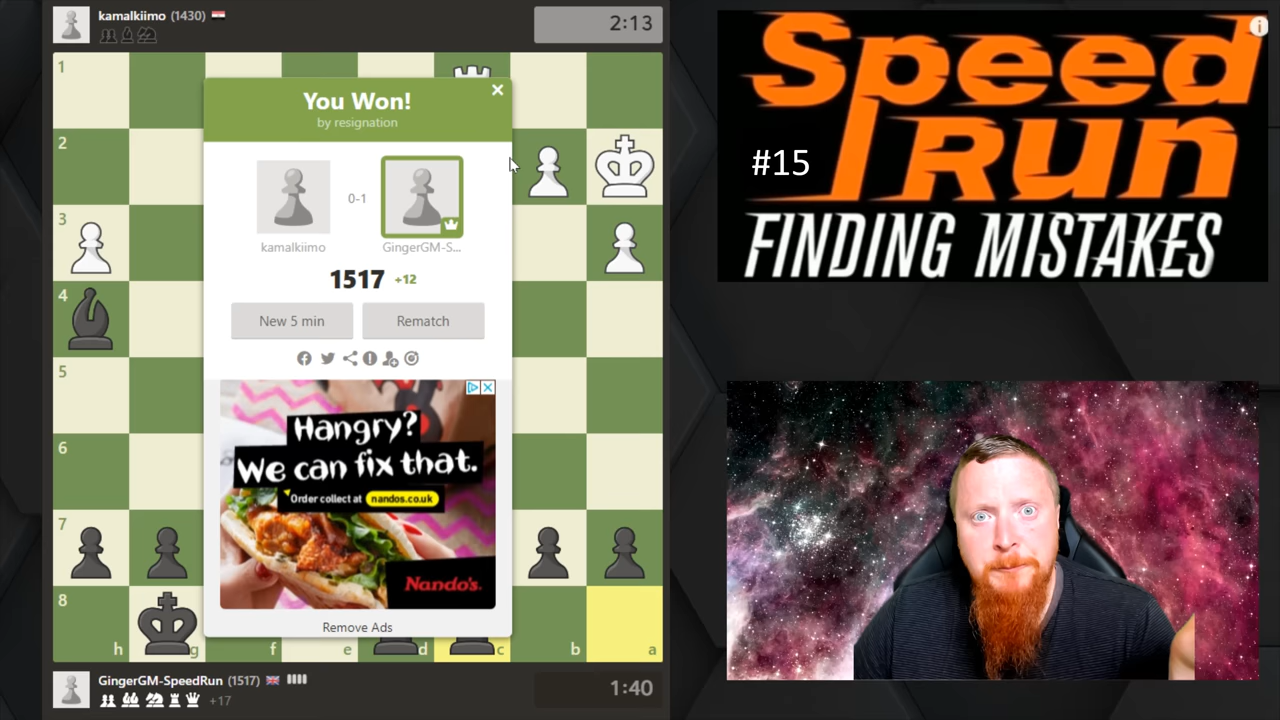 kamalkiimo (1430)
2:13
1
2
3
4
5
6
7
8
h
g
f
e
d
c
b
a
You Won!
by resignation
0-1
kamalkiimo
GingerGM-S...
1517 +12
New 5 min
Rematch
Hangry?
We can fix that.
Order collect at nandos.co.uk
Nando's.
Remove Ads
GingerGM-SpeedRun (1517)
+17
1:40
Speed
Run
#15
FINDING MISTAKES